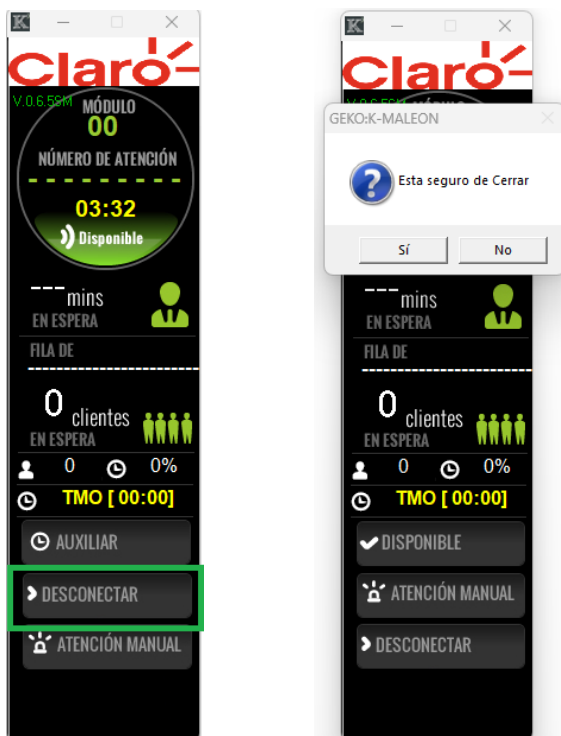 K
Claro
V.0.6.5SM
MÓDULO
00
NÚMERO DE ATENCIÓN
- - - - - - - - - -
03:32
Disponible
---mins
EN ESPERA
FILA DE
0 clientes
EN ESPERA
0 0%
TMO [ 00:00]
AUXILIAR
DESCONECTAR
ATENCIÓN MANUAL
K
Claro
GEKO:K-MALEON
Esta seguro de Cerrar
Sí No
---mins
EN ESPERA
FILA DE
0 clientes
EN ESPERA
0 0%
TMO [ 00:00]
DISPONIBLE
ATENCIÓN MANUAL
DESCONECTAR